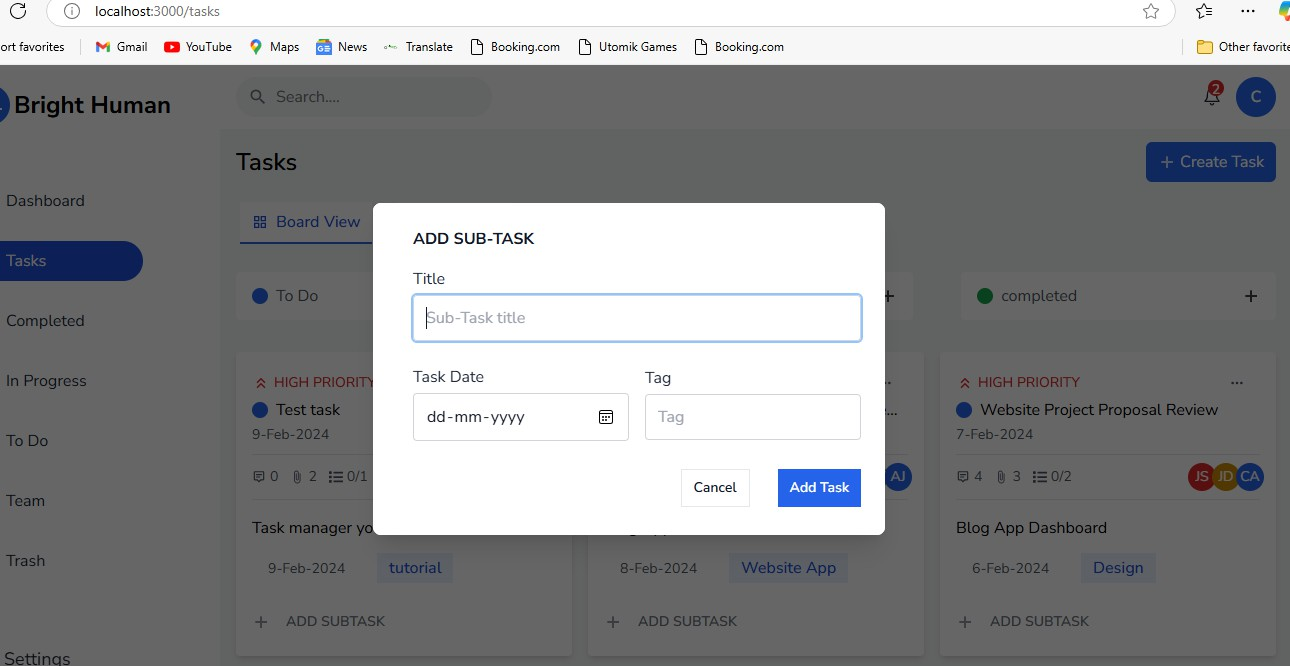 localhost:3000/tasks
ort favorites
Gmail
YouTube
Maps
News
Translate
Booking.com
Utomik Games
Booking.com
Other favorite
Bright Human
Search....
2
C
Dashboard
Tasks
Completed
In Progress
To Do
Team
Trash
Settings
Tasks
+ Create Task
Board View
To Do
+
completed +
ADD SUB-TASK
Title
Sub-Task title
Task Date
Tag
dd-mm-yyyy
Tag
Cancel
Add Task
HIGH PRIORITY
Test task
9-Feb-2024
0 2 0/1
Task manager yo
9-Feb-2024 tutorial
+ ADD SUBTASK
...
e...
AJ
8-Feb-2024 Website App
+ ADD SUBTASK
HIGH PRIORITY ...
Website Project Proposal Review
7-Feb-2024
4 3 0/2 JS JD CA
Blog App Dashboard
6-Feb-2024 Design
+ ADD SUBTASK